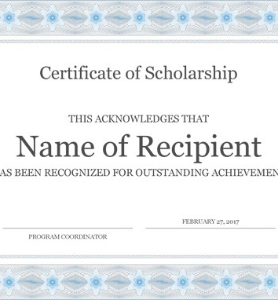 Certificate of Scholarship
THIS ACKNOWLEDGES THAT
Name of Recipient
AS BEEN RECOGNIZED FOR OUTSTANDING ACHIEVEMEN
FEBRUARY 27, 2017
PROGRAM COORDINATOR